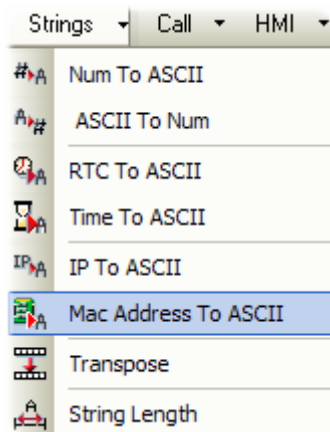 Strings Call HMI
Num To ASCII
ASCII To Num
RTC To ASCII
Time To ASCII
IP To ASCII
Mac Address To ASCII
Transpose
String Length